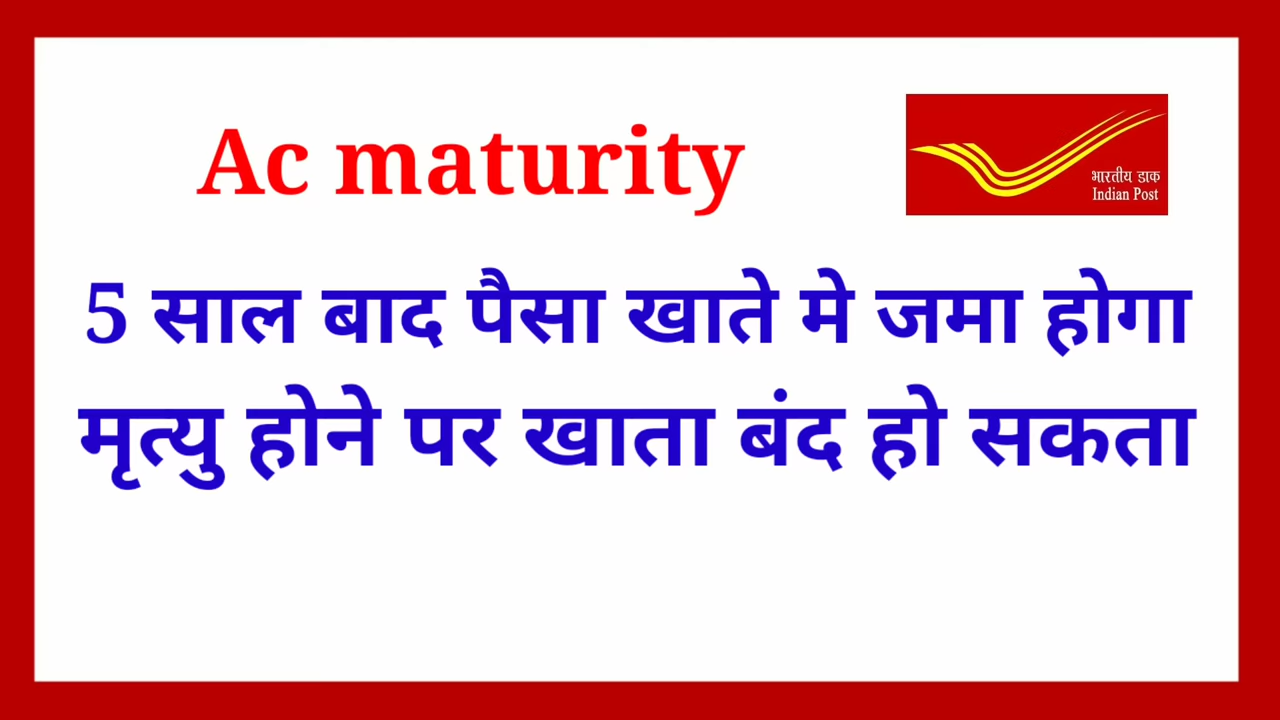 Ac maturity
भारतीय डाक
Indian Post
5 साल बाद पैसा खाते मे जमा होगा
मृत्यु होने पर खाता बंद हो सकता